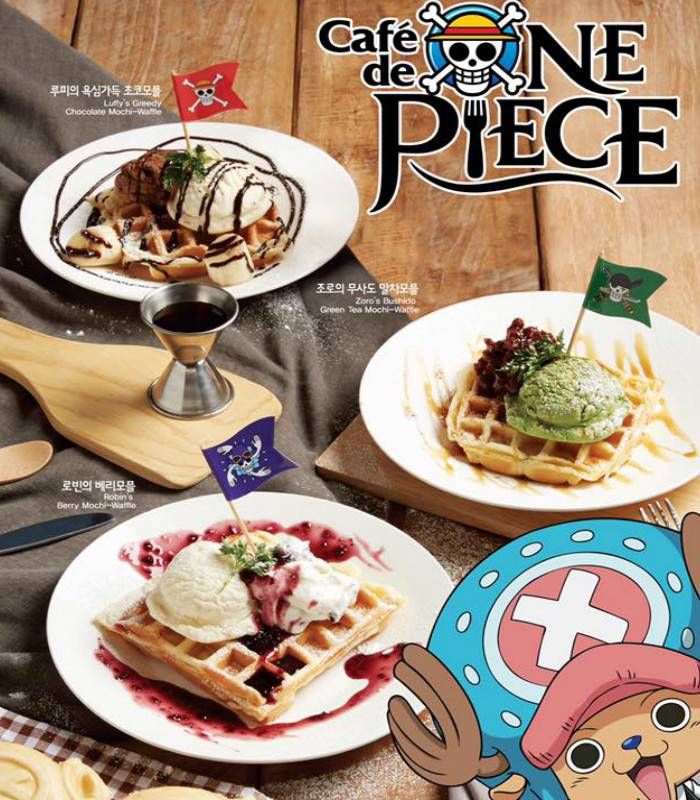 Café
de ONE
PIECE
루피의 욕심가득 초코모플
Luffy's Greedy
Chocolate Mochi-Waffle
조로의 무사도 말차모플
Zoro's Bushido
Green Tea Mochi-Waffle
로빈의 베리모플
Robin's
Berry Mochi-Waffle